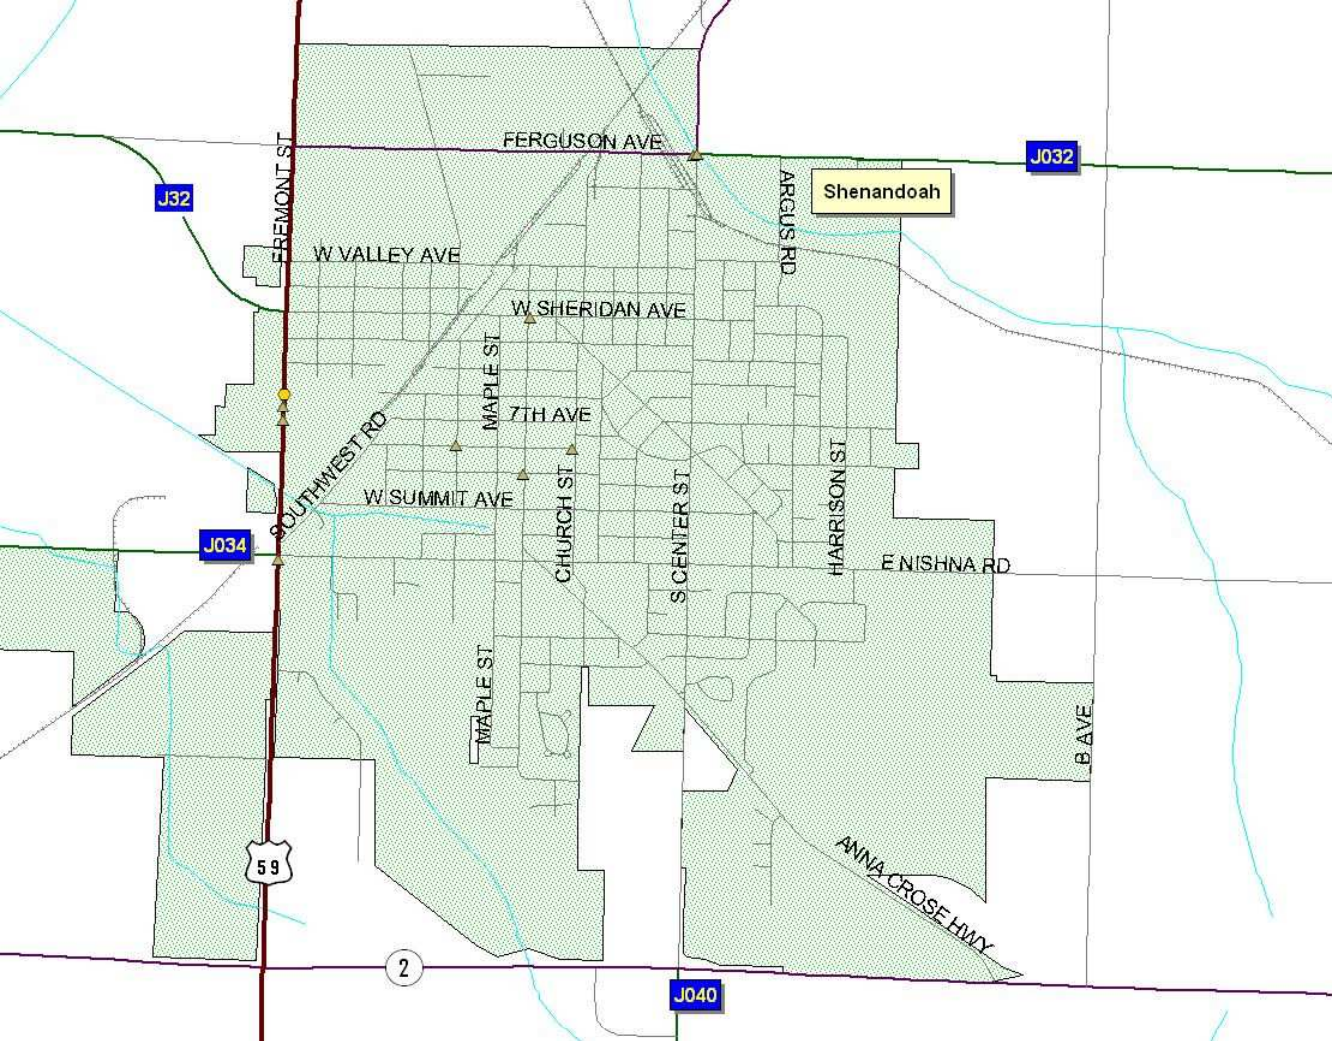 FERGUSON AVE
J032
J32
FREMONT ST
ARGUS RD
Shenandoah
W VALLEY AVE
W SHERIDAN AVE
MAPLE ST
7TH AVE
SOUTHWEST RD
W SUMMIT AVE
CHURCH ST
S CENTER ST
HARRISON ST
J034
E NISHNA RD
MAPLE ST
B AVE
59
ANNA CROSE HWY
2
J040